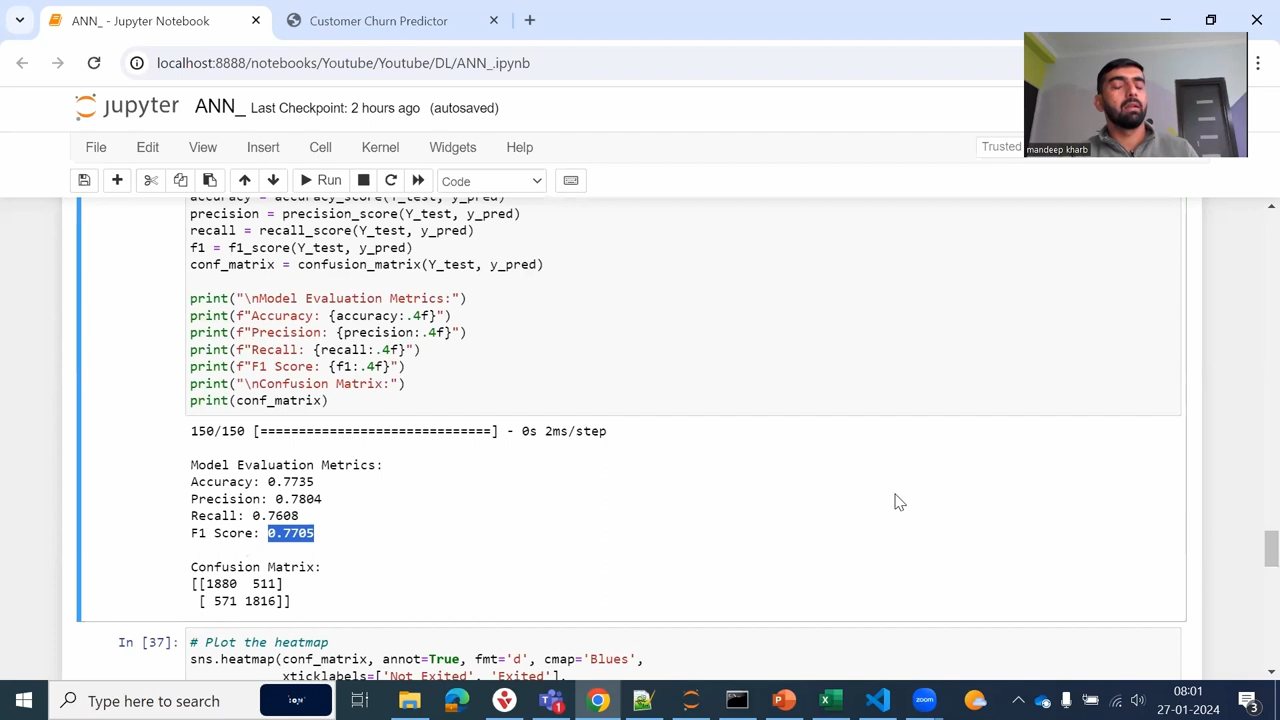 ANN_ - Jupyter Notebook
Customer Churn Predictor
localhost:8888/notebooks/Youtube/Youtube/DL/ANN_.ipynb
mandeep kharb
jupyter ANN_ Last Checkpoint: 2 hours ago (autosaved)
File Edit View Insert Cell Kernel Widgets Help Trusted
Run Code
accuracy = accuracy_score(Y_test, y_pred)
precision = precision_score(Y_test, y_pred)
recall = recall_score(Y_test, y_pred)
f1 = f1_score(Y_test, y_pred)
conf_matrix = confusion_matrix(Y_test, y_pred)
print("\nModel Evaluation Metrics:")
print(f"Accuracy: {accuracy:.4f}")
print(f"Precision: {precision:.4f}")
print(f"Recall: {recall:.4f}")
print(f"F1 Score: {f1:.4f}")
print("\nConfusion Matrix:")
print(conf_matrix)
150/150 [==============================] - 0s 2ms/step
Model Evaluation Metrics:
Accuracy: 0.7735
Precision: 0.7804
Recall: 0.7608
F1 Score: 0.7705
Confusion Matrix:
[[1880  511]
 [ 571 1816]]
In [37]: # Plot the heatmap
sns.heatmap(conf_matrix, annot=True, fmt='d', cmap='Blues',
xticklabels=['Not Exited', 'Exited'],
Type here to search
zoom
08:01
27-01-2024
3